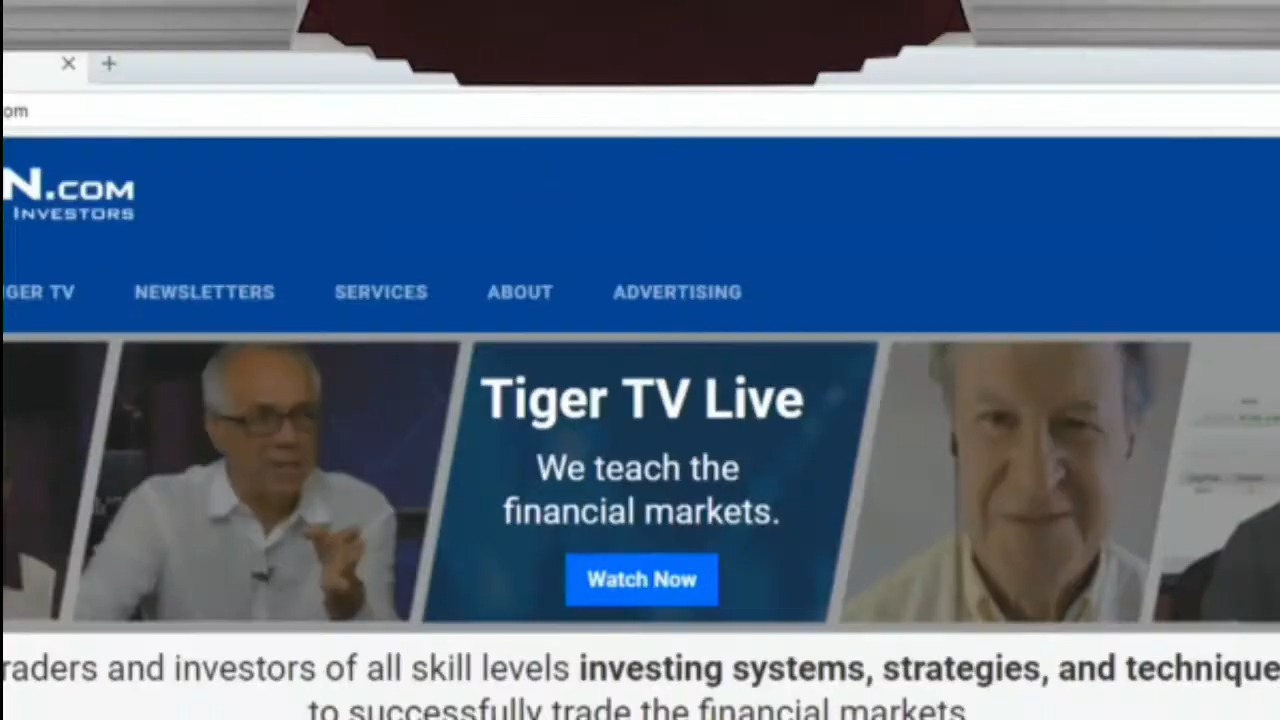 om
N.COM
INVESTORS
IGER TV NEWSLETTERS SERVICES ABOUT ADVERTISING
Tiger TV Live
We teach the
financial markets.
Watch Now
raders and investors of all skill levels investing systems, strategies, and technique
to successfully trade the financial markets